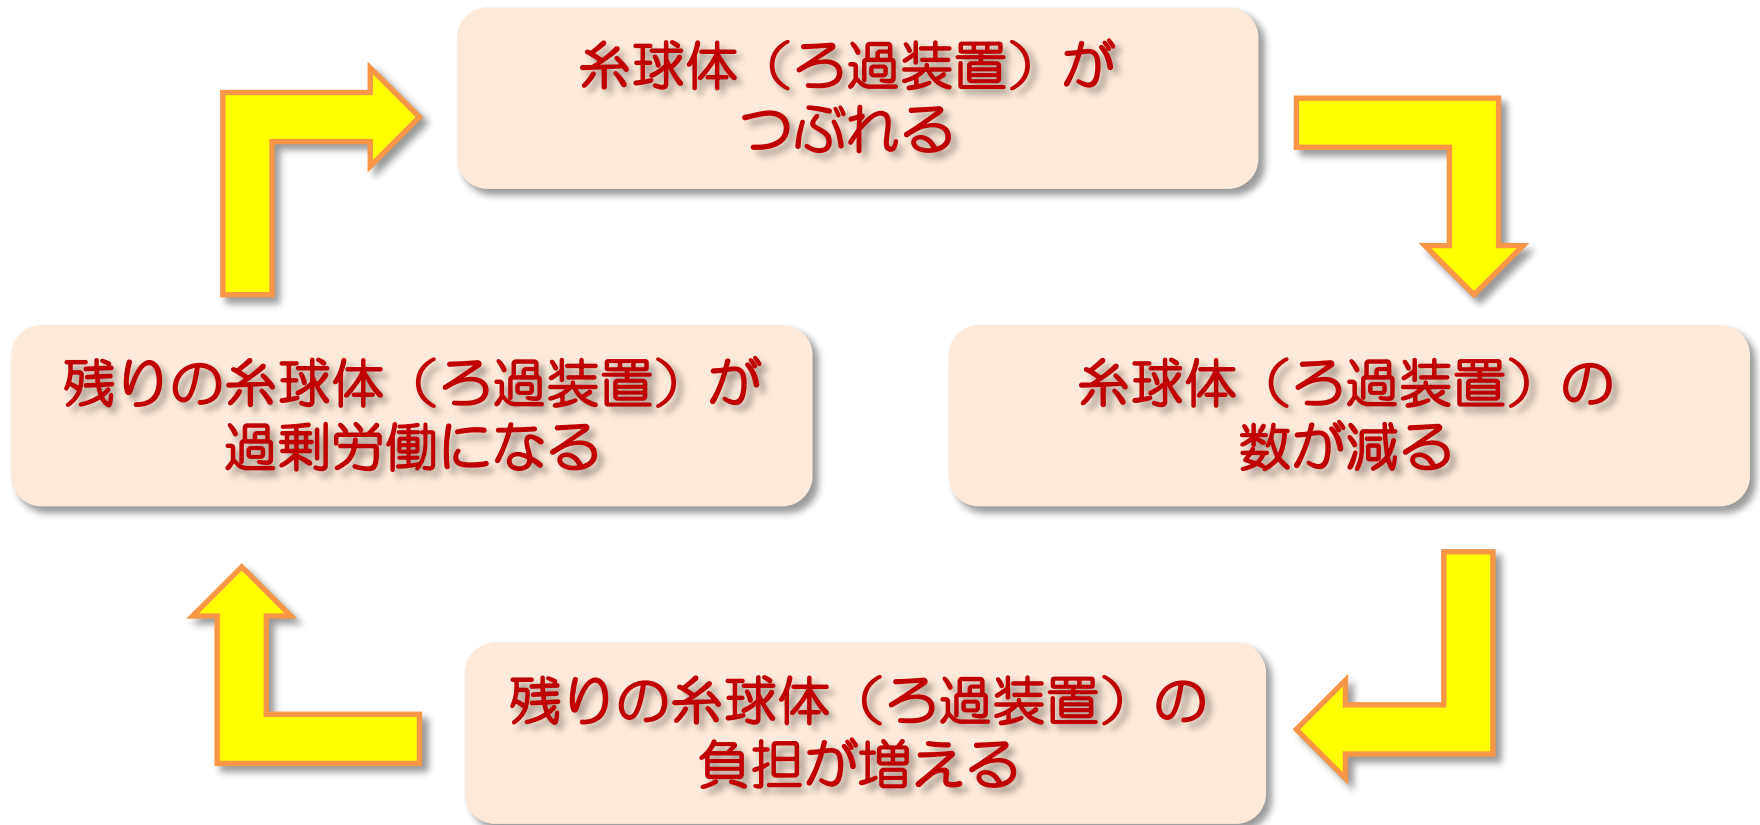 糸球体（ろ過装置）が
つぶれる
糸球体（ろ過装置）の
数が減る
残りの糸球体（ろ過装置）の
負担が増える
残りの糸球体（ろ過装置）が
過剰労働になる